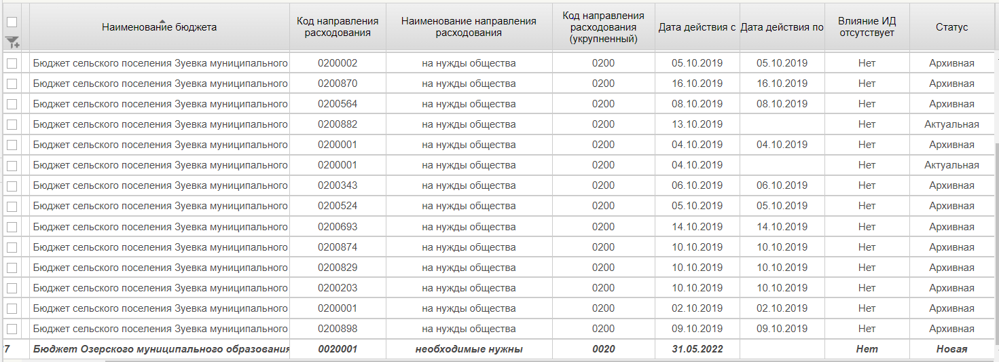 Наименование бюджета Код направления расходования Наименование направления расходования Код направления расходования (укрупненный) Дата действия с Дата действия по Влияние ИД отсутствует Статус
Бюджет сельского поселения Зуевка муниципального 0200002 на нужды общества 0200 05.10.2019 05.10.2019 Нет Архивная
Бюджет сельского поселения Зуевка муниципального 0200870 на нужды общества 0200 16.10.2019 16.10.2019 Нет Архивная
Бюджет сельского поселения Зуевка муниципального 0200564 на нужды общества 0200 08.10.2019 08.10.2019 Нет Архивная
Бюджет сельского поселения Зуевка муниципального 0200882 на нужды общества 0200 13.10.2019 Нет Актуальная
Бюджет сельского поселения Зуевка муниципального 0200001 на нужды общества 0200 04.10.2019 04.10.2019 Нет Архивная
Бюджет сельского поселения Зуевка муниципального 0200001 на нужды общества 0200 04.10.2019 Нет Актуальная
Бюджет сельского поселения Зуевка муниципального 0200343 на нужды общества 0200 06.10.2019 06.10.2019 Нет Архивная
Бюджет сельского поселения Зуевка муниципального 0200524 на нужды общества 0200 05.10.2019 05.10.2019 Нет Архивная
Бюджет сельского поселения Зуевка муниципального 0200693 на нужды общества 0200 14.10.2019 14.10.2019 Нет Архивная
Бюджет сельского поселения Зуевка муниципального 0200874 на нужды общества 0200 10.10.2019 10.10.2019 Нет Архивная
Бюджет сельского поселения Зуевка муниципального 0200829 на нужды общества 0200 10.10.2019 10.10.2019 Нет Архивная
Бюджет сельского поселения Зуевка муниципального 0200203 на нужды общества 0200 10.10.2019 10.10.2019 Нет Архивная
Бюджет сельского поселения Зуевка муниципального 0200001 на нужды общества 0200 02.10.2019 02.10.2019 Нет Архивная
Бюджет сельского поселения Зуевка муниципального 0200898 на нужды общества 0200 09.10.2019 09.10.2019 Нет Архивная
Бюджет Озерского муниципального образования 0020001 необходимые нужны 0020 31.05.2022 Нет Новая